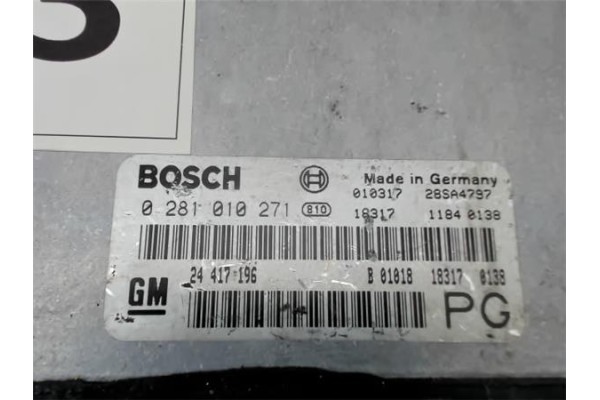 BOSCH Made in Germany
010317 28SA4797
0 281 010 271 810 18317 1184 0138
24 417 196 B 01018 18317 0138
GM PG